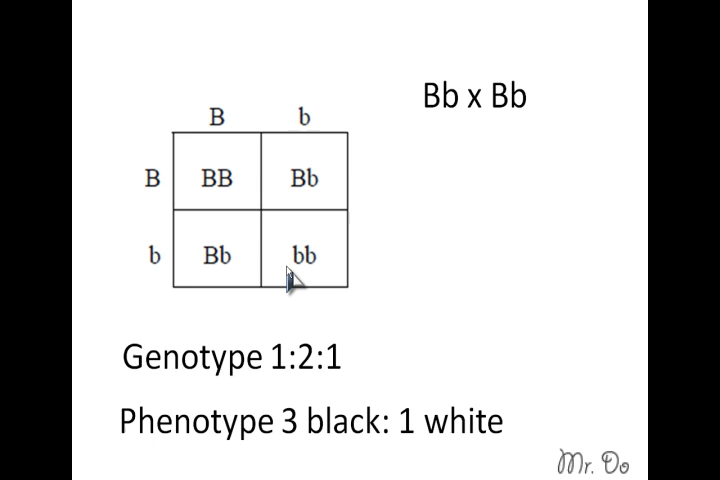 Bb x Bb
B b
B BB Bb
b Bb bb
Genotype 1:2:1
Phenotype 3 black: 1 white
Mr. Do